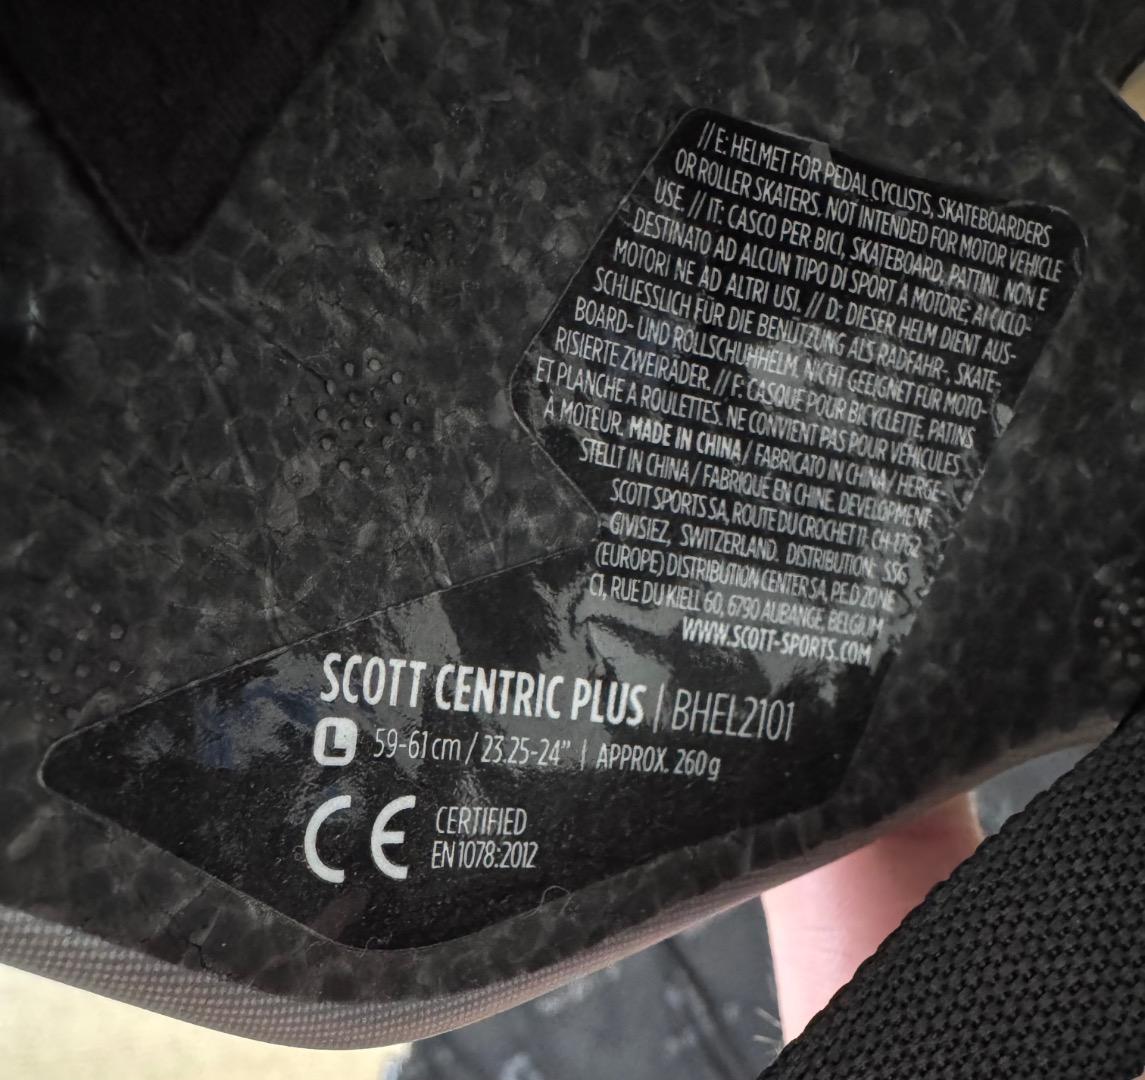 // E: HELMET FOR PEDAL CYCLISTS, SKATEBOARDERS
OR ROLLER SKATERS. NOT INTENDED FOR MOTOR VEHICLE
USE. // IT: CASCO PER BICI, SKATEBOARD, PATTINI. NON E
DESTINATO AD ALCUN TIPO DI SPORT A MOTORE, AI CICLO-
MOTORI NE AD ALTRI USI. // D: DIESER HELM DIENT AUS-
SCHLIESSLICH FÜR DIE BENUTZUNG ALS RADFAHR-, SKATE-
BOARD- UND ROLLSCHUHHELM. NICHT GEEIGNET FÜR MOTO-
RISIERTE ZWEIRÄDER. // F: CASQUE POUR BICYCLETTE, PATINS
ET PLANCHE A ROULETTES. NE CONVIENT PAS POUR VÉHICULES
À MOTEUR. MADE IN CHINA / FABRICATO IN CHINA / HERGE-
STELLT IN CHINA / FABRIQUÉ EN CHINE. DEVELOPMENT:
SCOTT SPORTS SA, ROUTE DU CROCHET 11, CH-1762
GIVISIEZ, SWITZERLAND. DISTRIBUTION: SSG
(EUROPE) DISTRIBUTION CENTER SA, P.E.D ZONE
C1, RUE DU KIELL 60, 6790 AUBANGE, BELGIUM
WWW.SCOTT-SPORTS.COM
SCOTT CENTRIC PLUS | BHEL2101
L 59-61 cm / 23.25-24" | APPROX. 260 g
CE CERTIFIED
EN 1078:2012